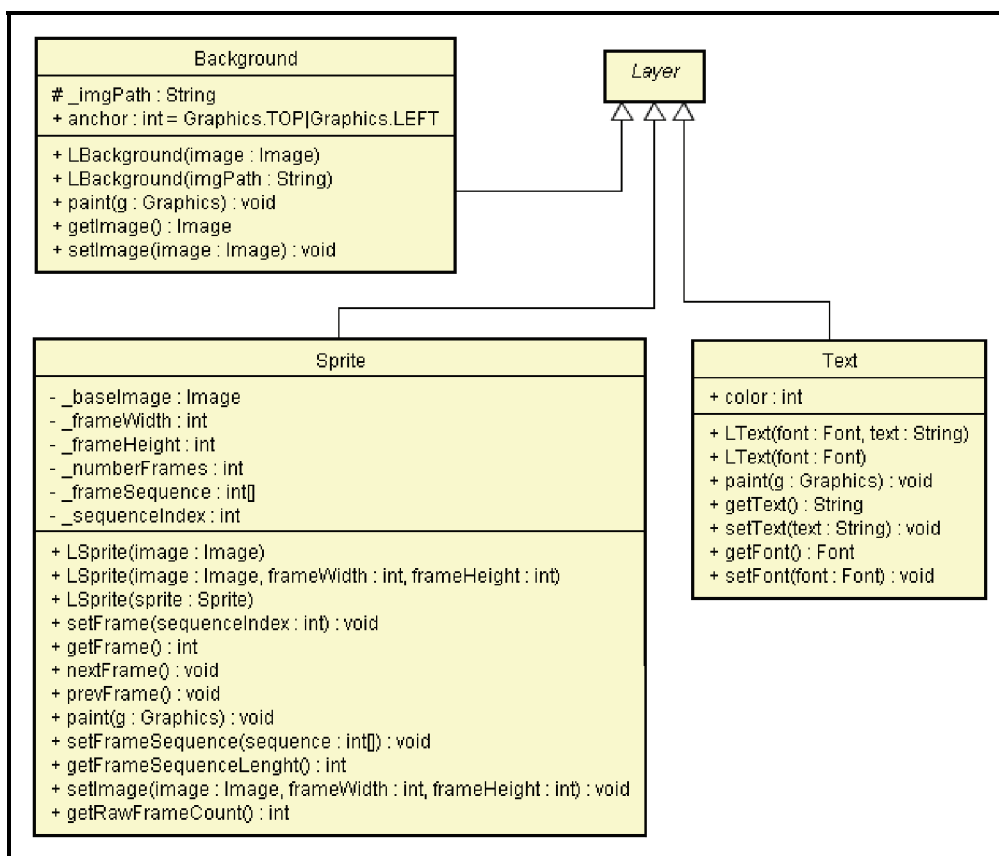 Background
# _imgPath : String
+ anchor : int = Graphics.TOP|Graphics.LEFT
+ LBackground(image : Image)
+ LBackground(imgPath : String)
+ paint(g : Graphics) : void
+ getImage() : Image
+ setImage(image : Image) : void
Layer
Sprite
- _baseImage : Image
- _frameWidth : int
- _frameHeight : int
- _numberFrames : int
- _frameSequence : int[]
- _sequenceIndex : int
+ LSprite(image : Image)
+ LSprite(image : Image, frameWidth : int, frameHeight : int)
+ LSprite(sprite : Sprite)
+ setFrame(sequenceIndex : int) : void
+ getFrame() : int
+ nextFrame() : void
+ prevFrame() : void
+ paint(g : Graphics) : void
+ setFrameSequence(sequence : int[]) : void
+ getFrameSequenceLenght() : int
+ setImage(image : Image, frameWidth : int, frameHeight : int) : void
+ getRawFrameCount() : int
Text
+ color : int
+ LText(font : Font, text : String)
+ LText(font : Font)
+ paint(g : Graphics) : void
+ getText() : String
+ setText(text : String) : void
+ getFont() : Font
+ setFont(font : Font) : void